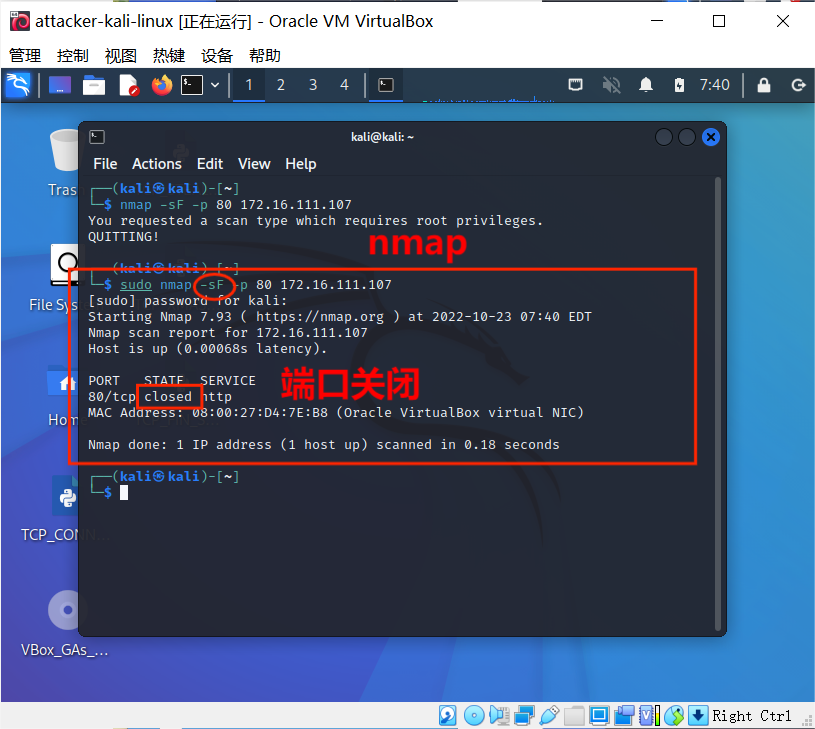 attacker-kali-linux [正在运行] - Oracle VM VirtualBox
管理 控制 视图 热键 设备 帮助
1 2 3 4 7:40
kali@kali: ~
File Actions Edit View Help
┌──(kali㉿kali)-[~]
└─$ nmap -sF -p 80 172.16.111.107
You requested a scan type which requires root privileges.
QUITTING!
nmap
┌──(kali㉿kali)-[~]
└─$ sudo nmap -sF -p 80 172.16.111.107
[sudo] password for kali:
Starting Nmap 7.93 ( https://nmap.org ) at 2022-10-23 07:40 EDT
Nmap scan report for 172.16.111.107
Host is up (0.00068s latency).
PORT STATE SERVICE
80/tcp closed http
端口关闭
MAC Address: 08:00:27:D4:7E:B8 (Oracle VirtualBox virtual NIC)
Nmap done: 1 IP address (1 host up) scanned in 0.18 seconds
┌──(kali㉿kali)-[~]
└─$
Tras
File Sys
Hom
TCP_CONN
VBox_GAs_...
Right Ctrl